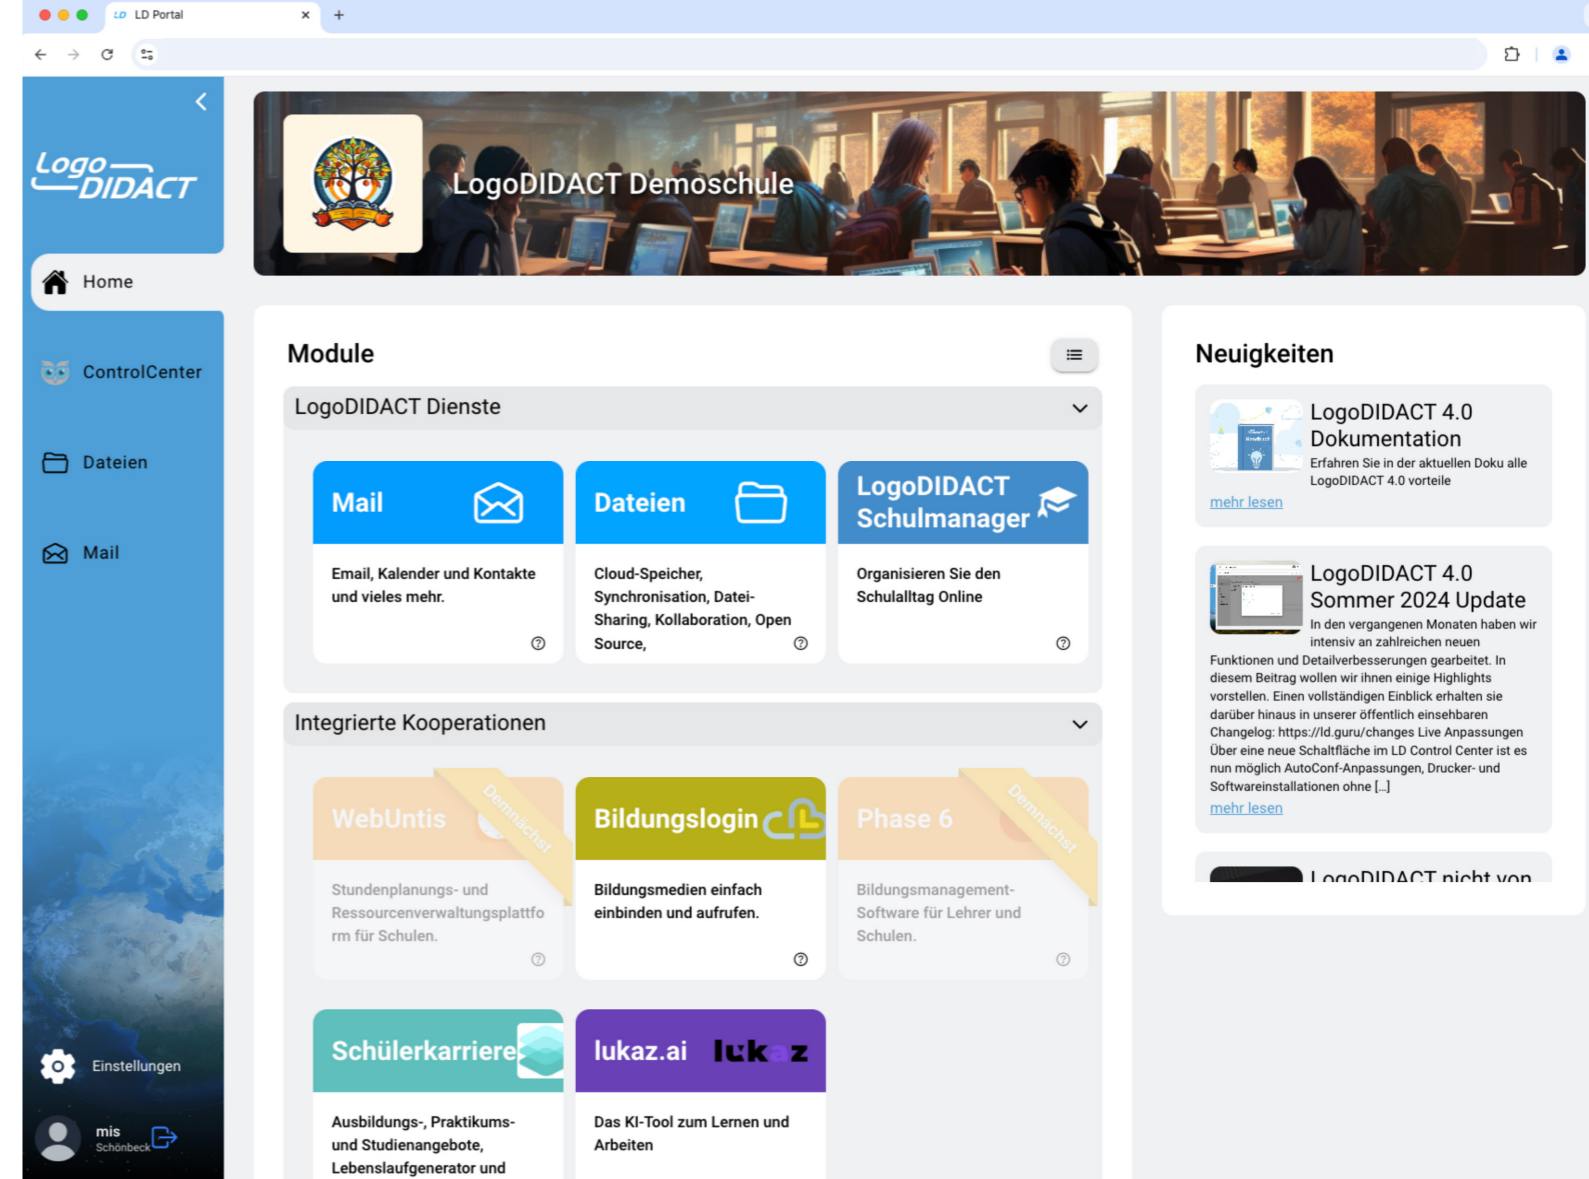 LD LD Portal
Logo
DIDACT
Home
ControlCenter
Dateien
Mail
Einstellungen
mis
Schönbeck
LogoDIDACT Demoschule
Module
LogoDIDACT Dienste
Mail
Email, Kalender und Kontakte
und vieles mehr.
Dateien
Cloud-Speicher,
Synchronisation, Datei-
Sharing, Kollaboration, Open
Source,
LogoDIDACT
Schulmanager
Organisieren Sie den
Schulalltag Online
Integrierte Kooperationen
WebUntis
Demnächst
Stundenplanungs- und
Ressourcenverwaltungsplattfo
rm für Schulen.
Bildungslogin
Bildungsmedien einfach
einbinden und aufrufen.
Phase 6
Demnächst
Bildungsmanagement-
Software für Lehrer und
Schulen.
Schülerkarriere
Ausbildungs-, Praktikums-
und Studienangebote,
Lebenslaufgenerator und
lukaz.ai lukaz
Das KI-Tool zum Lernen und
Arbeiten
Neuigkeiten
LogoDIDACT 4.0
Dokumentation
Erfahren Sie in der aktuellen Doku alle
LogoDIDACT 4.0 vorteile
mehr lesen
LogoDIDACT 4.0
Sommer 2024 Update
In den vergangenen Monaten haben wir
intensiv an zahlreichen neuen
Funktionen und Detailverbesserungen gearbeitet. In
diesem Beitrag wollen wir ihnen einige Highlights
vorstellen. Einen vollständigen Einblick erhalten sie
darüber hinaus in unserer öffentlich einsehbaren
Changelog: https://ld.guru/changes Live Anpassungen
Über eine neue Schaltfläche im LD Control Center ist es
nun möglich AutoConf-Anpassungen, Drucker- und
Softwareinstallationen ohne […]
mehr lesen
LogoDIDACT nicht von